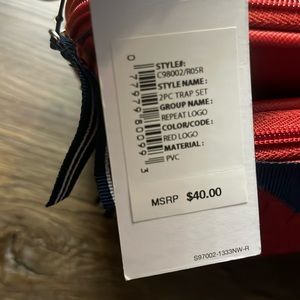 STYLE#:
C98002/R05R
STYLE NAME:
2PC TRAP SET
GROUP NAME:
REPEAT LOGO
COLOR/CODE:
RED LOGO
MATERIAL:
PVC
MSRP $40.00
S97002-1333NW-R